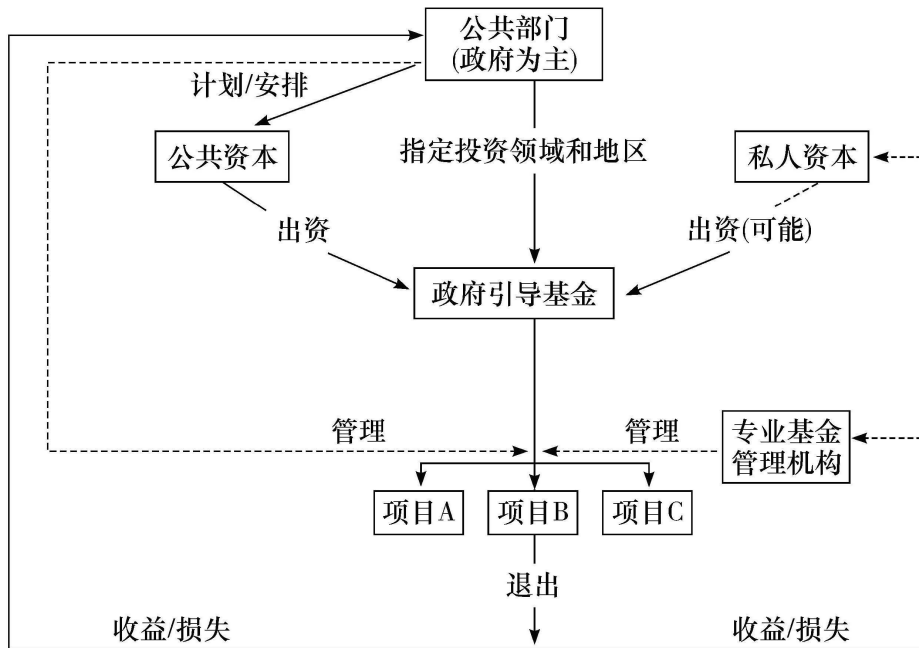 公共部门
(政府为主)
计划/安排
公共资本
指定投资领域和地区
私人资本
出资
出资(可能)
政府引导基金
管理
管理
专业基金
管理机构
项目A
项目B
项目C
退出
收益/损失
收益/损失